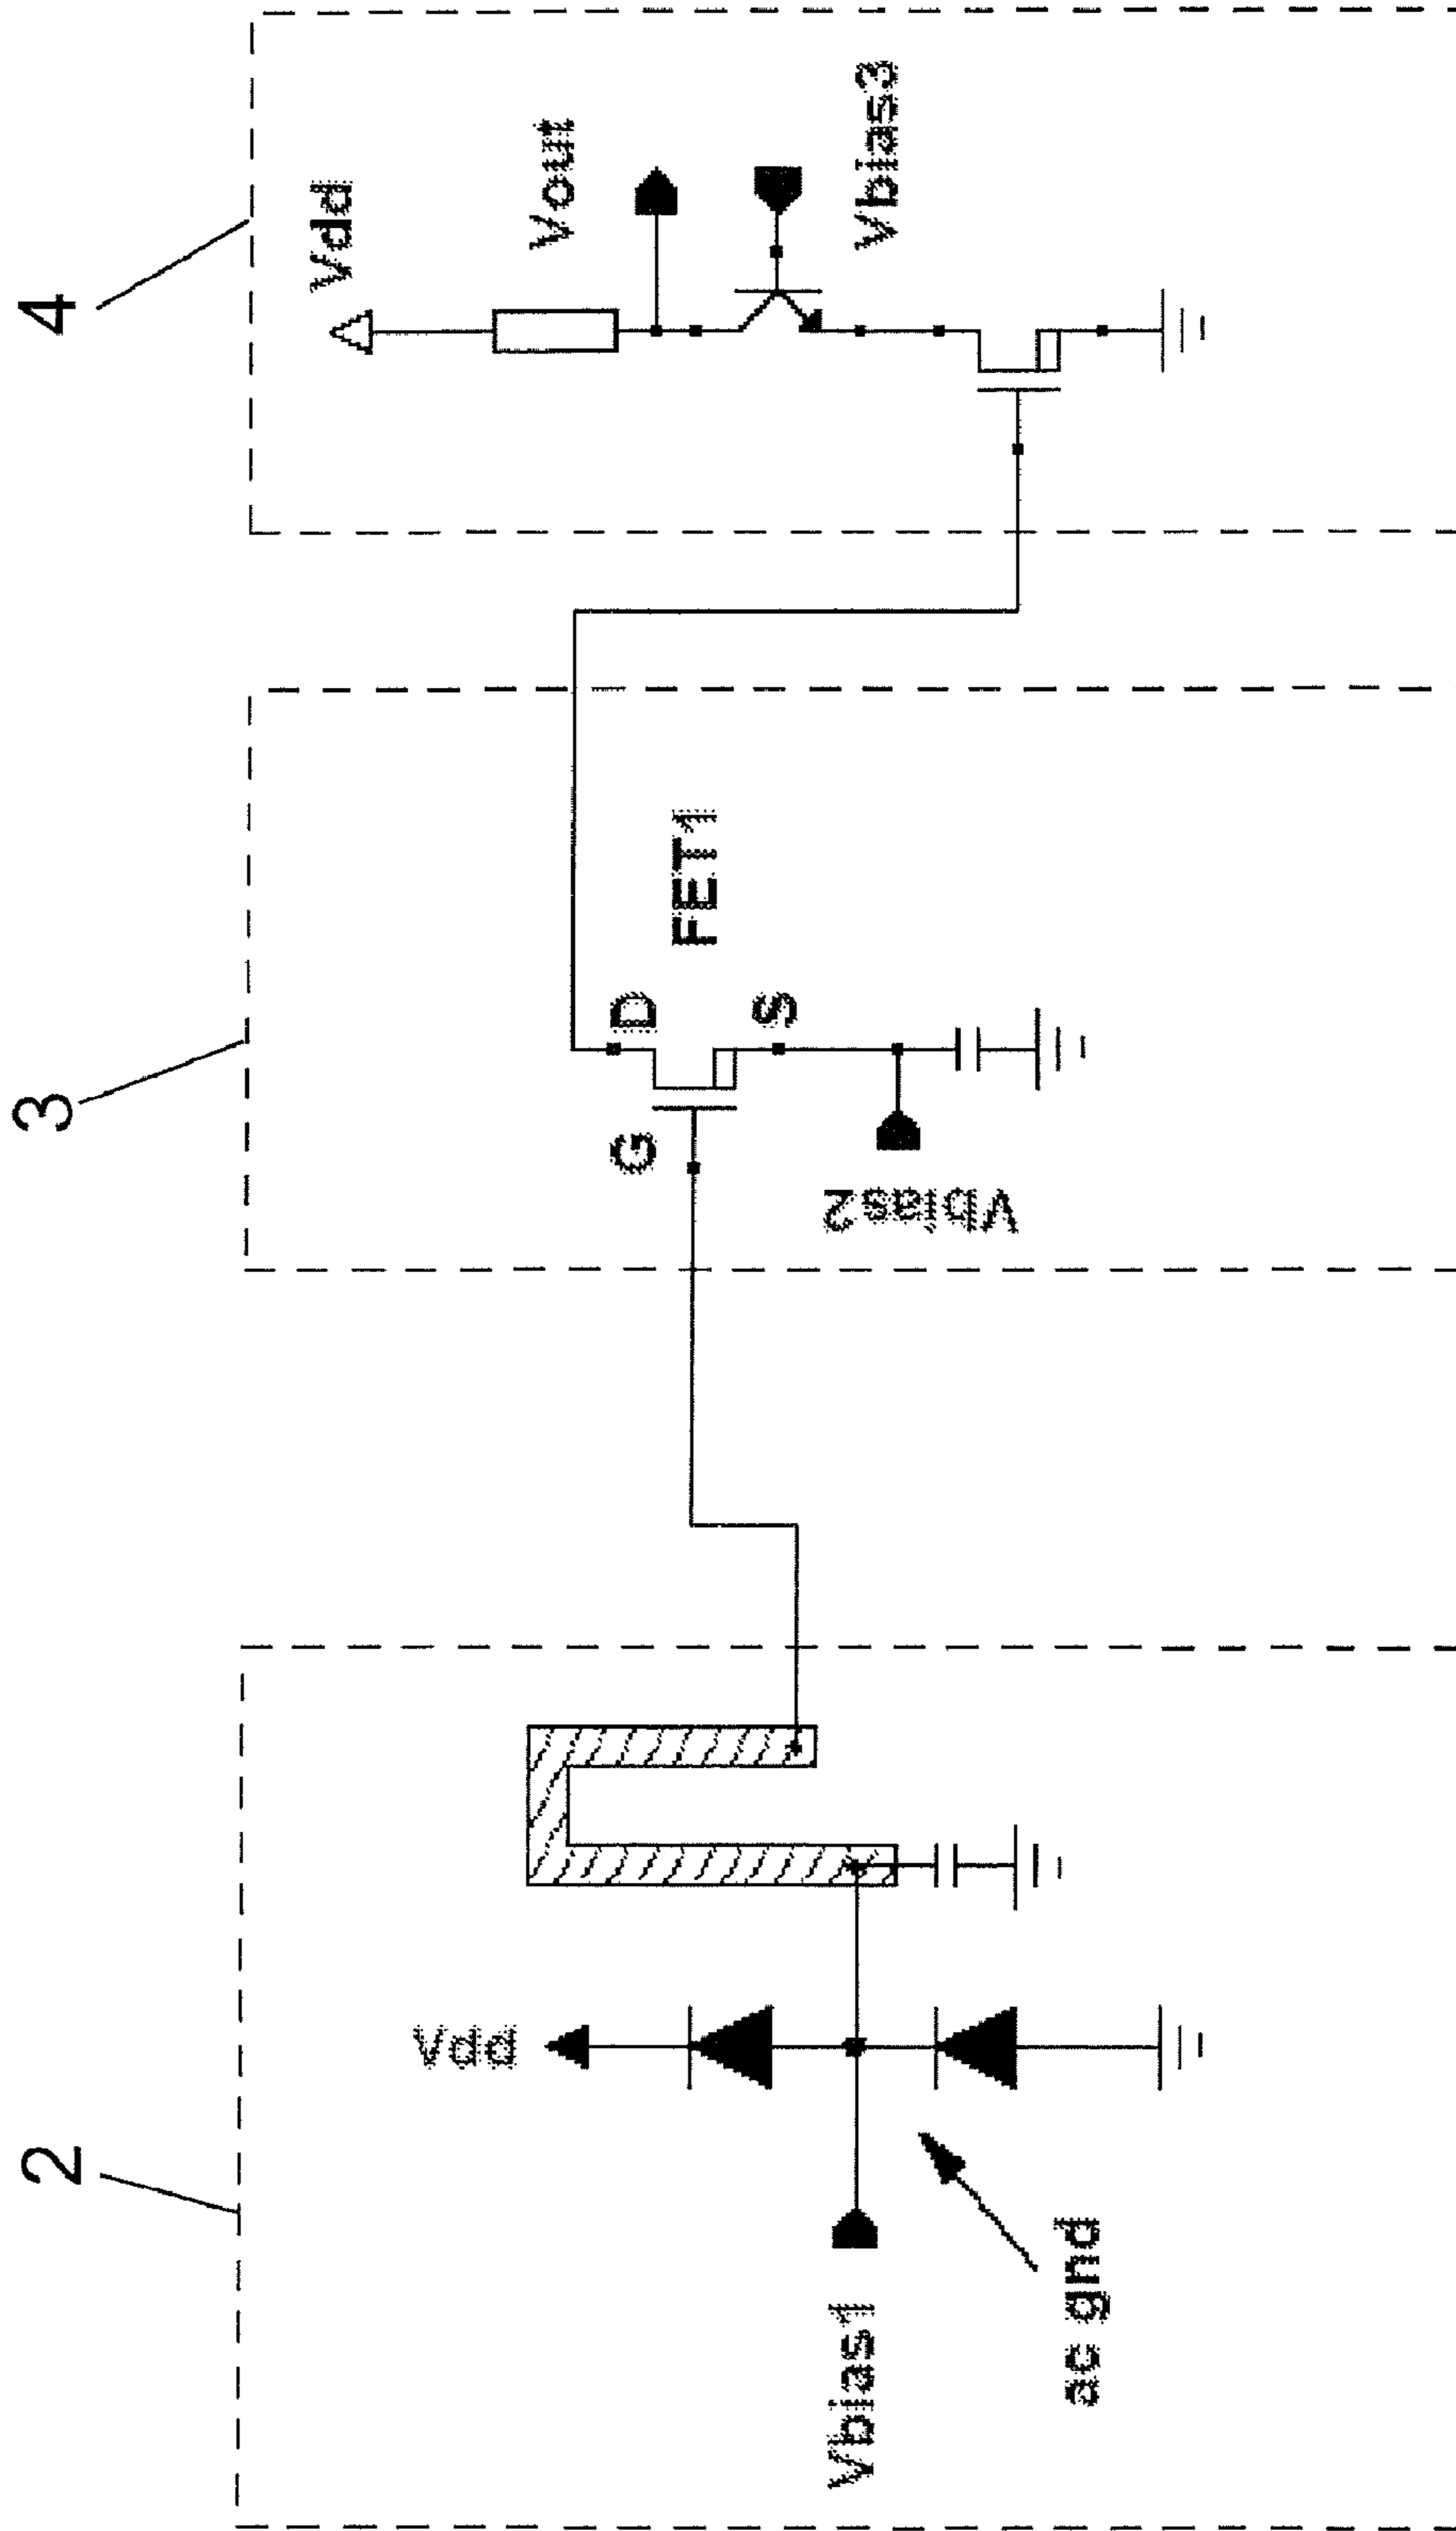 2
3
4
Vdd
Vbias1
ac gnd
G
D
S
FET1
Vbias2
Vdd
Vout
Vbias3